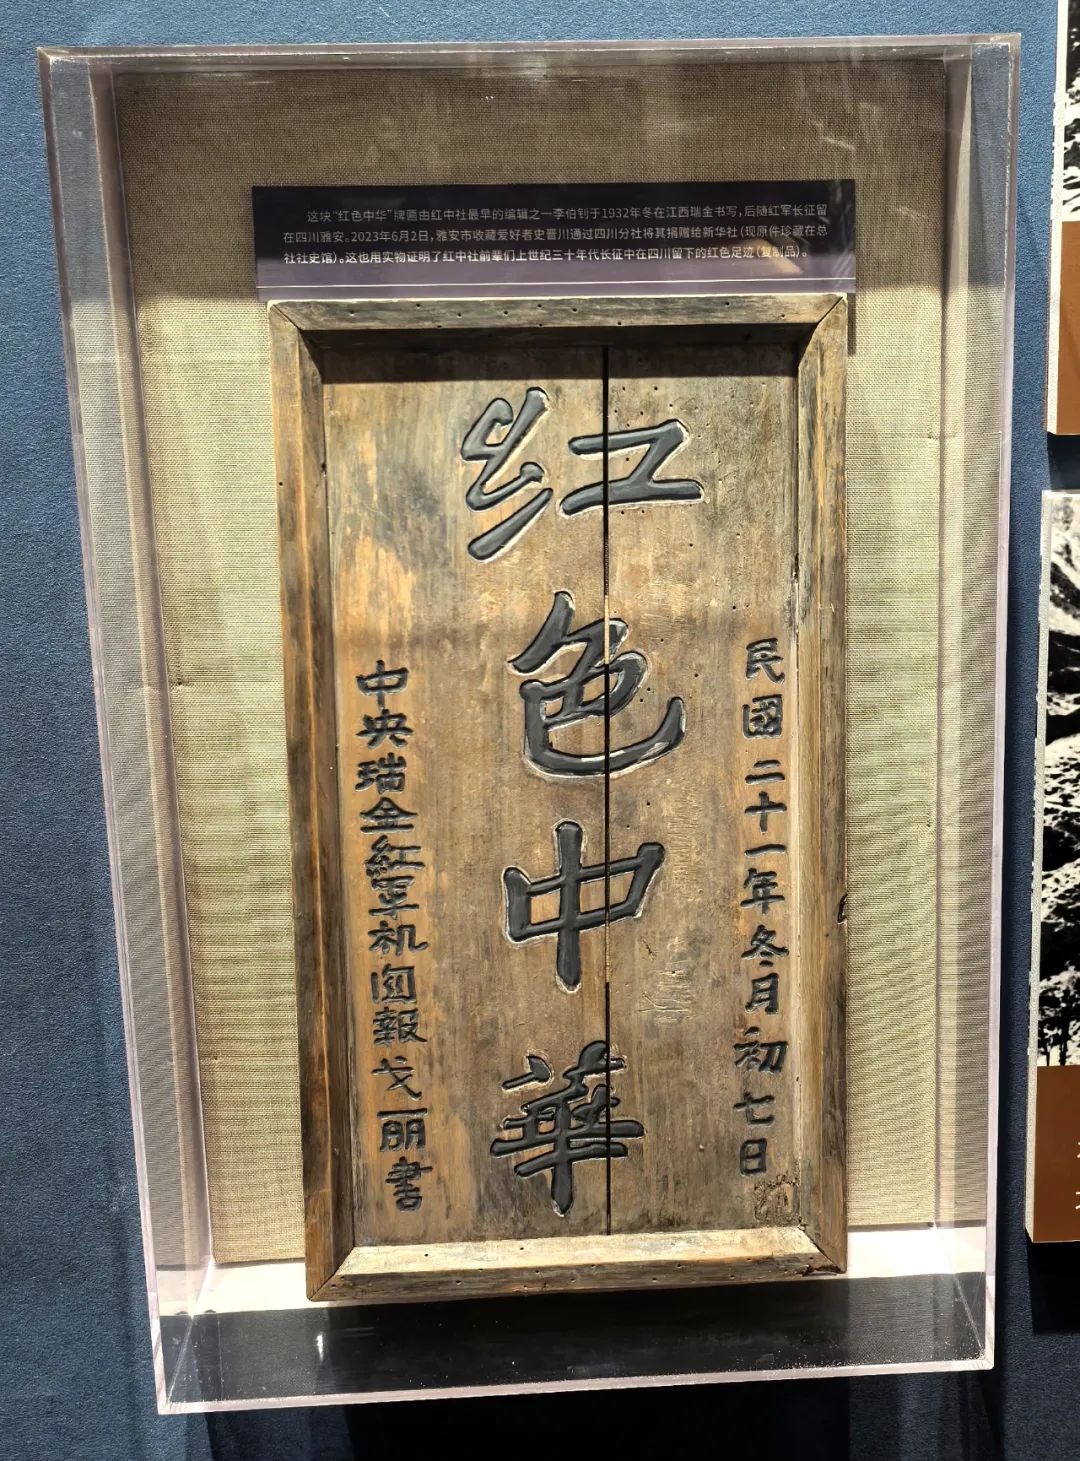 这块“红色中华”牌匾由红中社最早的编辑之一李伯钊于1932年冬在江西瑞金书写，后随红军长征留
在四川雅安。2023年6月2日，雅安市收藏爱好者史晋川通过四川分社将其捐赠给新华社（现原件珍藏在总
社社史馆）。这也用实物证明了红中社前辈们上世纪三十年代长征中在四川留下的红色足迹（复制品）。
民國二十一年冬月初七日
红色中華
中央瑞金紅軍机関報戈丽書